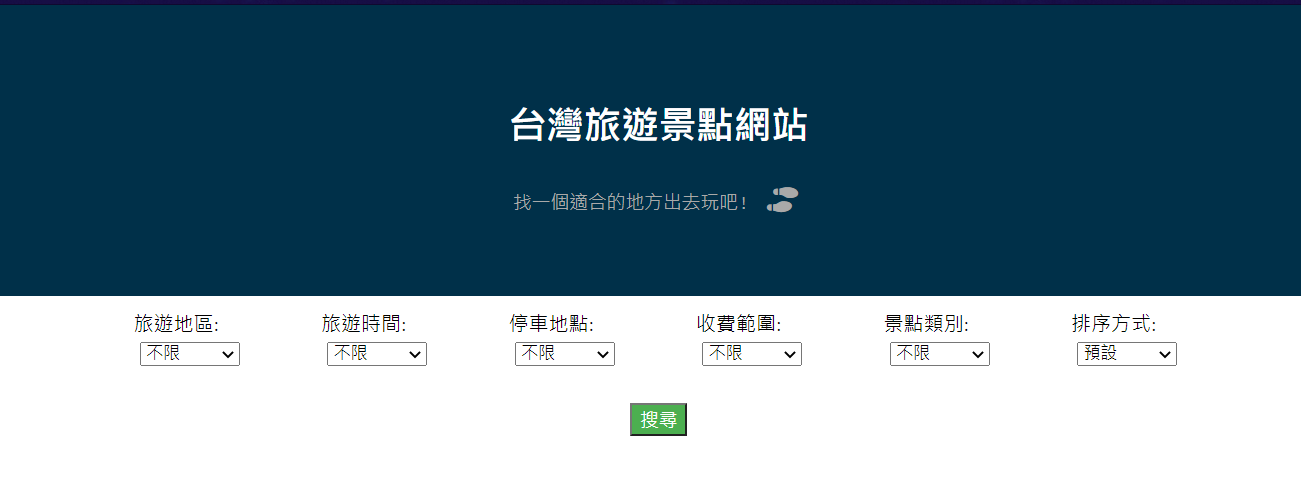 台灣旅遊景點網站
找一個適合的地方出去玩吧!
旅遊地區: 旅遊時間: 停車地點: 收費範圍: 景點類別: 排序方式:
不限 不限 不限 不限 不限 預設
搜尋